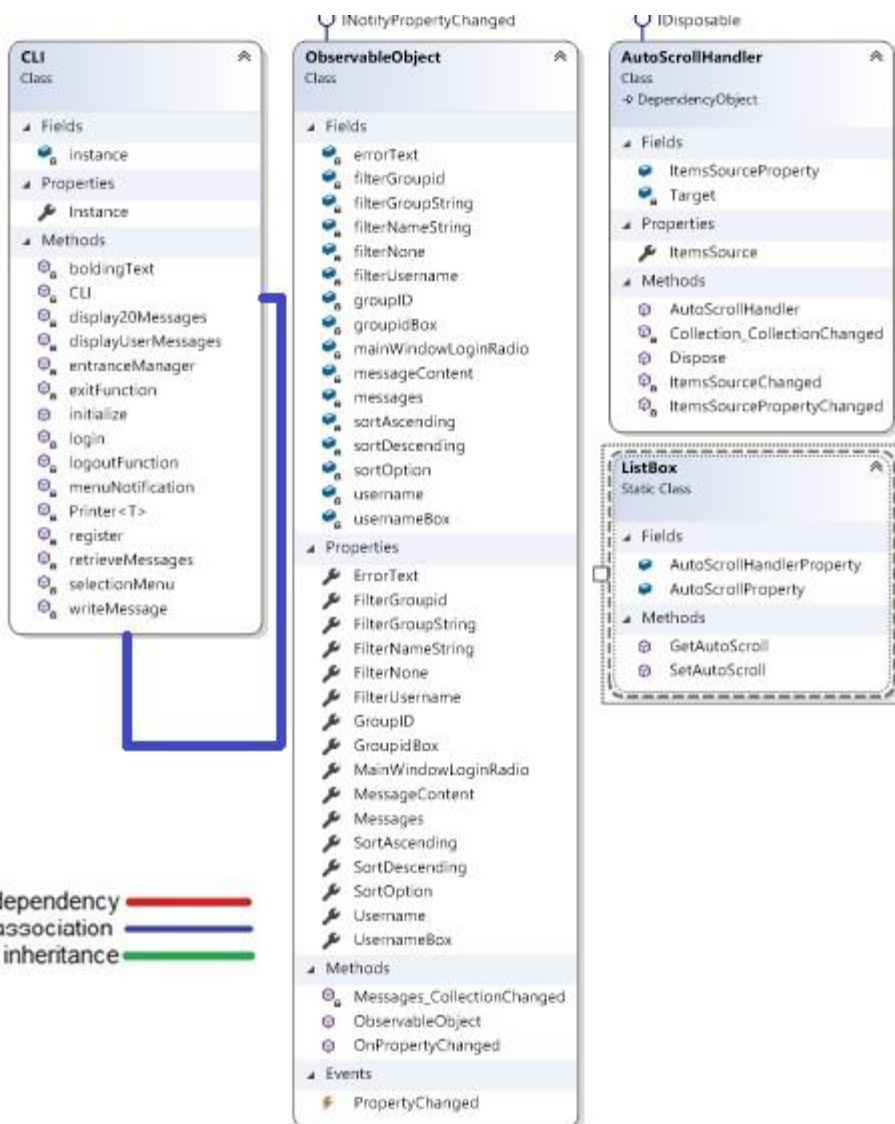 CLI
Class
Fields
instance
Properties
Instance
Methods
boldingText
CLI
display20Messages
displayUserMessages
entranceManager
exitFunction
initialize
login
logoutFunction
menuNotification
Printer<T>
register
retrieveMessages
selectionMenu
writeMessage
dependency
association
inheritance
INotifyPropertyChanged
ObservableObject
Class
Fields
errorText
filterGroupid
filterGroupString
filterNameString
filterNone
filterUsername
groupID
groupidBox
mainWindowLoginRadio
messageContent
messages
sortAscending
sortDescending
sortOption
username
usernameBox
Properties
ErrorText
FilterGroupid
FilterGroupString
FilterNameString
FilterNone
FilterUsername
GroupID
GroupidBox
MainWindowLoginRadio
MessageContent
Messages
SortAscending
SortDescending
SortOption
Username
UsernameBox
Methods
Messages_CollectionChanged
ObservableObject
OnPropertyChanged
Events
PropertyChanged
IDisposable
AutoScrollHandler
Class
DependencyObject
Fields
ItemsSourceProperty
Target
Properties
ItemsSource
Methods
AutoScrollHandler
Collection_CollectionChanged
Dispose
ItemsSourceChanged
ItemsSourcePropertyChanged
ListBox
Static Class
Fields
AutoScrollHandlerProperty
AutoScrollProperty
Methods
GetAutoScroll
SetAutoScroll